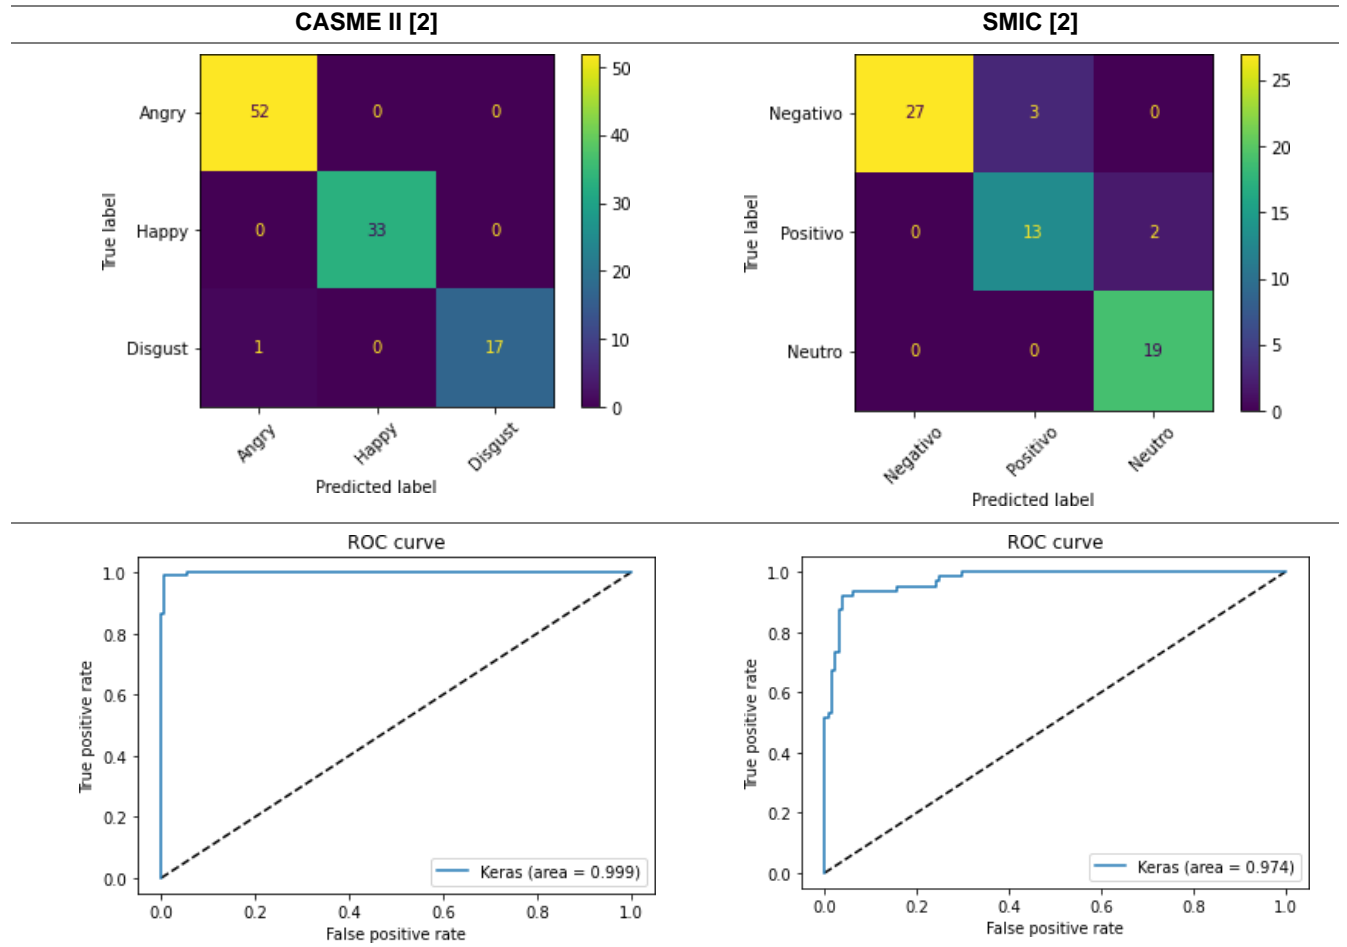 CASME II [2]
SMIC [2]
50
40
30
20
10
0
Angry
Happy
Disgust
True label
52 0 0
0 33 0
1 0 17
Angry Happy Disgust
Predicted label
25
20
15
10
5
0
Negativo
Positivo
Neutro
True label
27 3 0
0 13 2
0 0 19
Negativo Positivo Neutro
Predicted label
ROC curve
1.0
0.8
0.6
0.4
0.2
0.0
True positive rate
Keras (area = 0.999)
0.0 0.2 0.4 0.6 0.8 1.0
False positive rate
ROC curve
1.0
0.8
0.6
0.4
0.2
0.0
True positive rate
Keras (area = 0.974)
0.0 0.2 0.4 0.6 0.8 1.0
False positive rate